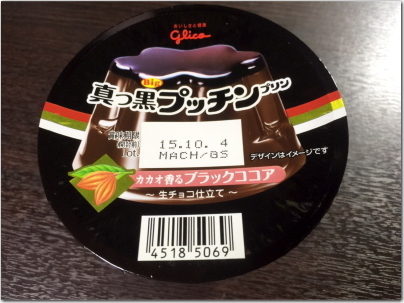 おいしさと健康
Glico
Big
真っ黒プッチンプリン
賞味期限
15.10. 4
MACH/GS
デザインはイメージです
カカオ香るブラックココア
～生チョコ仕立て～
4518 5069